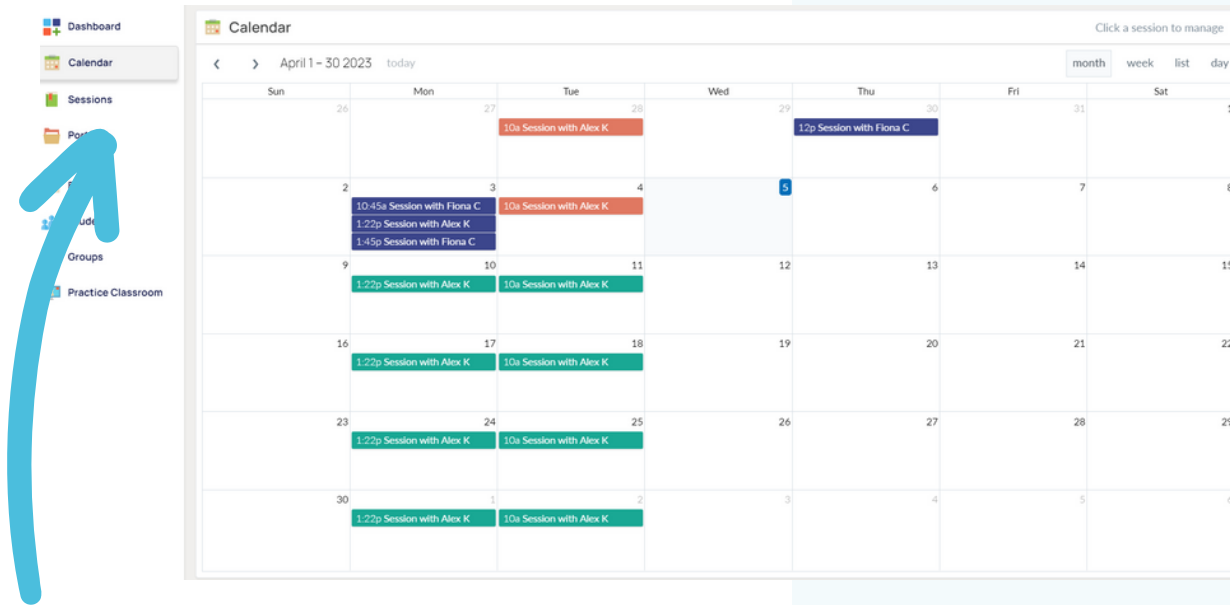 Dashboard
Calendar
Sessions
Groups
Practice Classroom
Calendar
Click a session to manage
April 1 – 30 2023 today
month week list day
Sun Mon Tue Wed Thu Fri Sat
26 27 28 29 30 31 1
10a Session with Alex K
12p Session with Fiona C
2 3 4 5 6 7 8
10:45a Session with Fiona C
10a Session with Alex K
1:22p Session with Alex K
1:45p Session with Fiona C
9 10 11 12 13 14 15
1:22p Session with Alex K
10a Session with Alex K
16 17 18 19 20 21 22
1:22p Session with Alex K
10a Session with Alex K
23 24 25 26 27 28 29
1:22p Session with Alex K
10a Session with Alex K
30 1 2 3 4 5 6
1:22p Session with Alex K
10a Session with Alex K